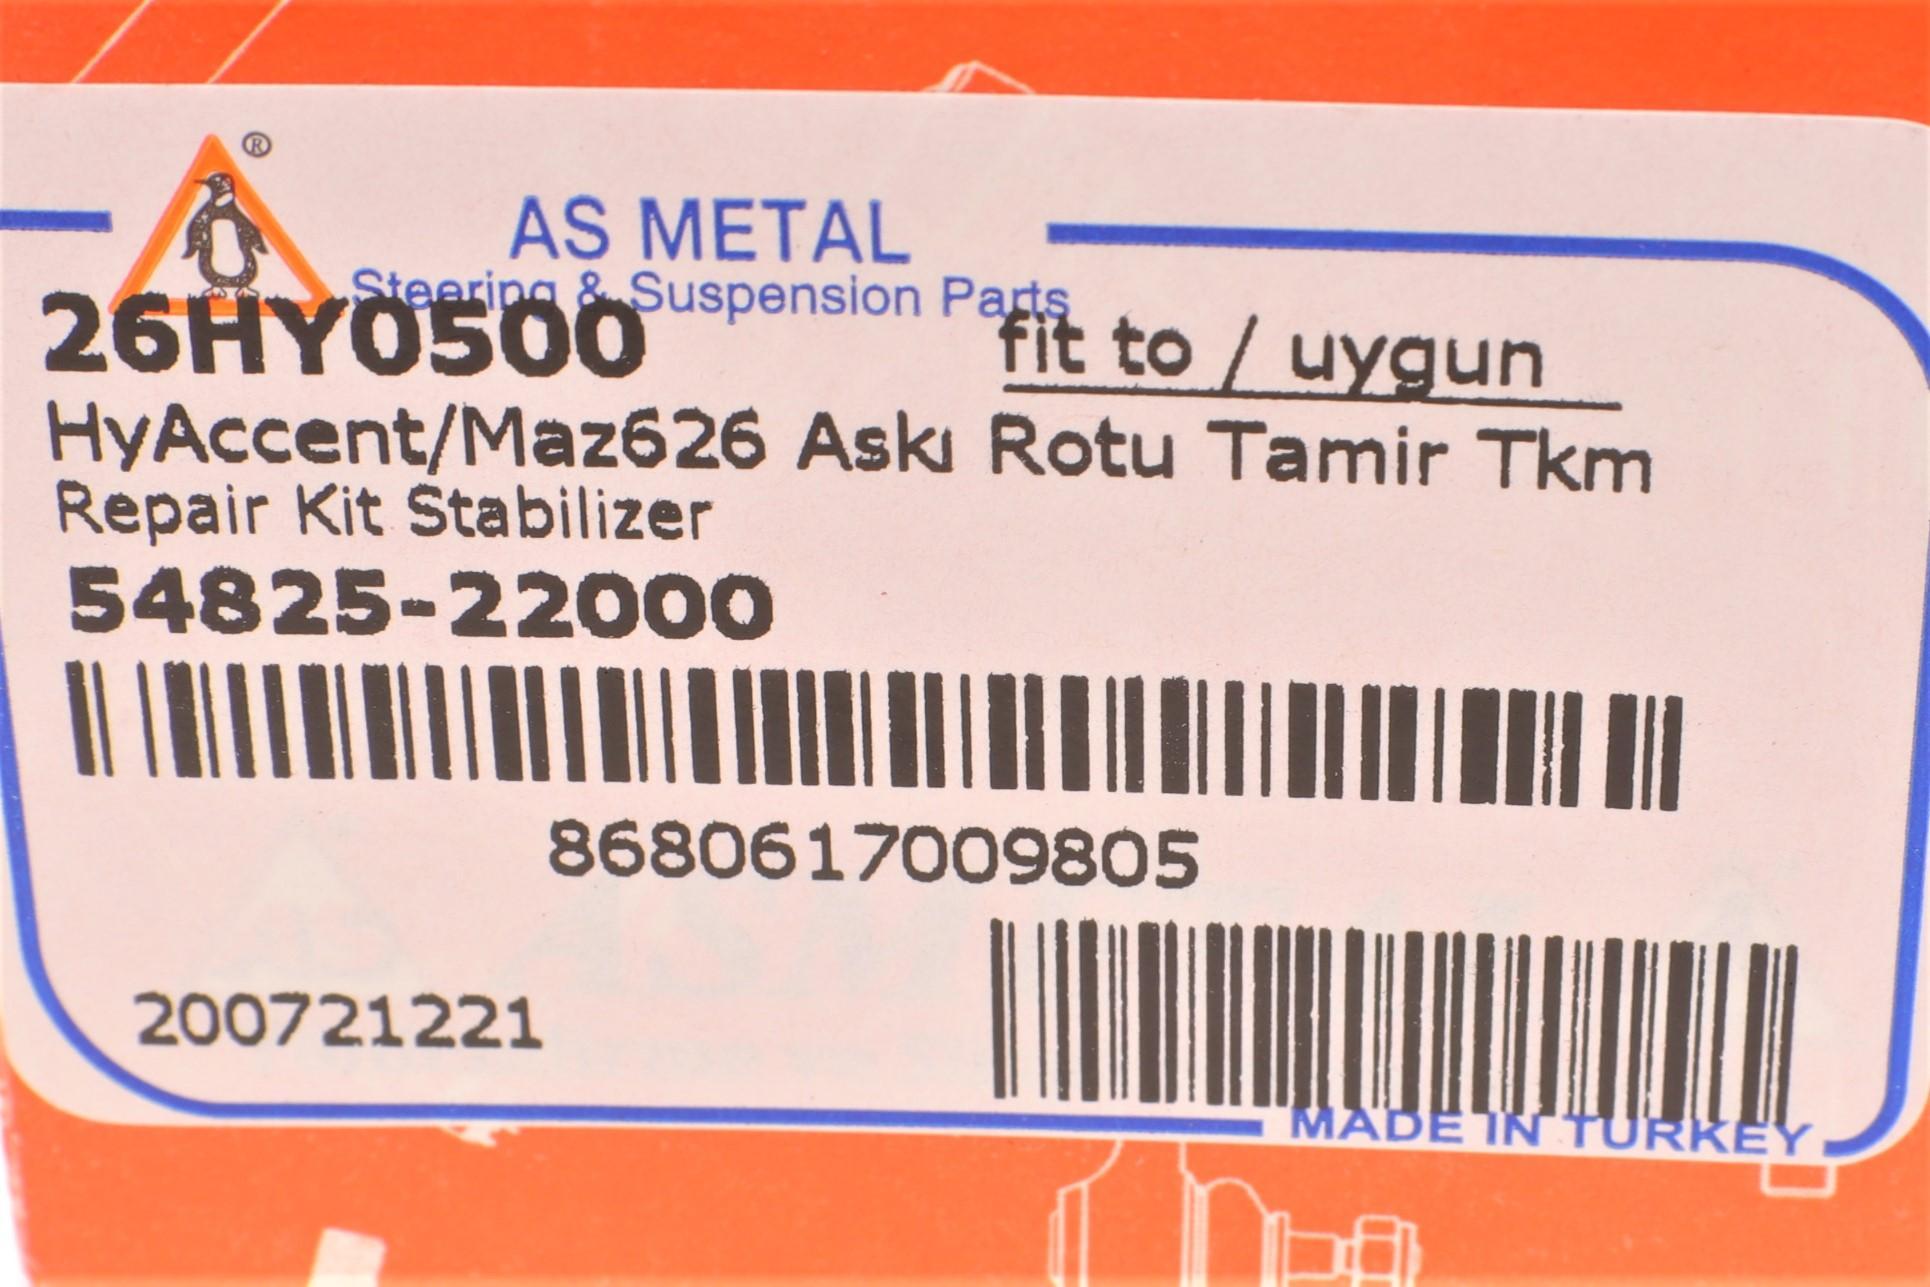 ®
AS METAL
Steering & Suspension Parts
26HY0500 fit to / uygun
HyAccent/Maz626 Askı Rotu Tamir Tkm
Repair Kit Stabilizer
54825-22000
8680617009805
200721221
MADE IN TURKEY